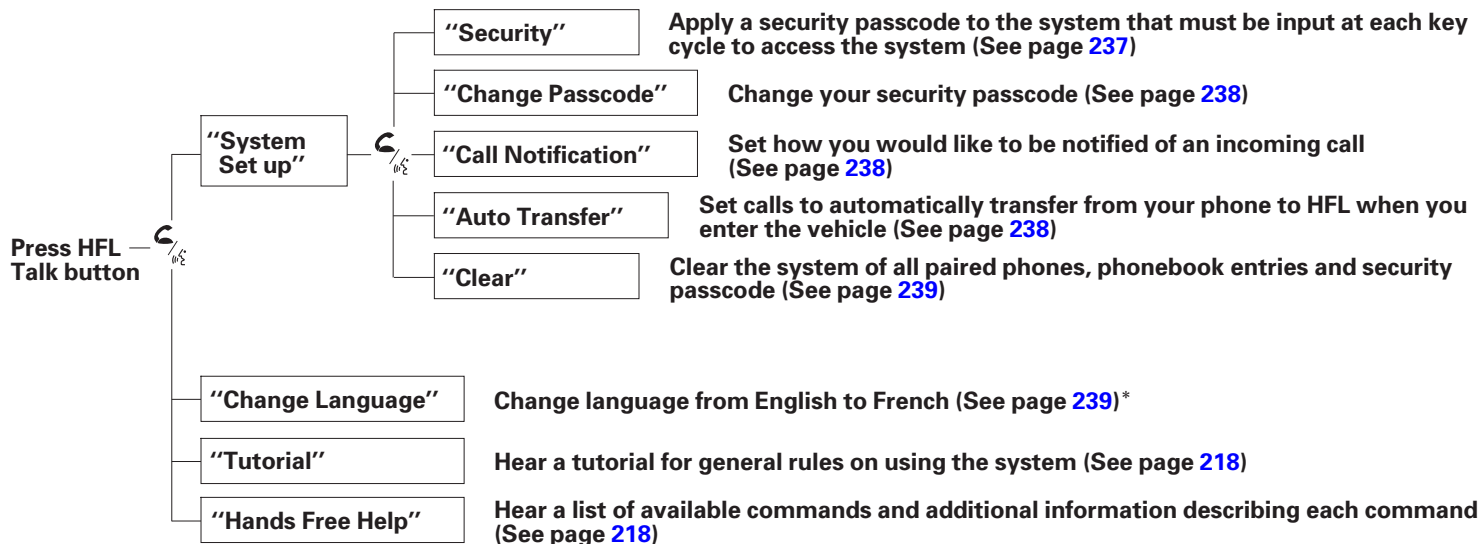 "Security"
Apply a security passcode to the system that must be input at each key
cycle to access the system (See page 237)
"Change Passcode"
Change your security passcode (See page 238)
"System
Set up"
"Call Notification"
Set how you would like to be notified of an incoming call
(See page 238)
"Auto Transfer"
Set calls to automatically transfer from your phone to HFL when you
enter the vehicle (See page 238)
Press HFL
Talk button
"Clear"
Clear the system of all paired phones, phonebook entries and security
passcode (See page 239)
"Change Language"
Change language from English to French (See page 239)*
"Tutorial"
Hear a tutorial for general rules on using the system (See page 218)
"Hands Free Help"
Hear a list of available commands and additional information describing each command
(See page 218)